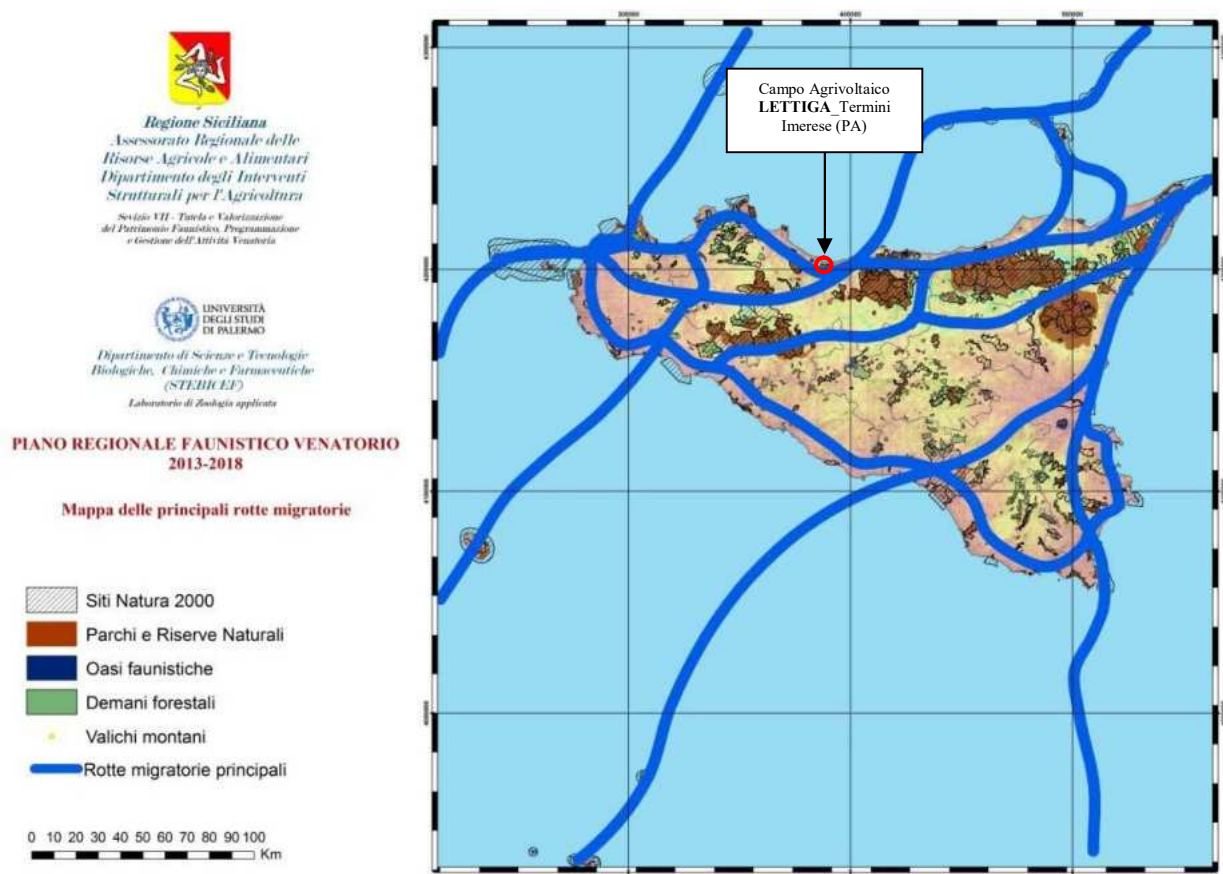 Regione Siciliana
Assessorato Regionale delle
Risorse Agricole e Alimentari
Dipartimento degli Interventi
Strutturali per l'Agricoltura
Sevizio VII - Tutela e Valorizzazione
del Patrimonio Faunistico, Programmazione
e Gestione dell'Attività Venatoria
UNIVERSITÀ
DEGLI STUDI
DI PALERMO
Dipartimento di Scienze e Tecnologie
Biologiche, Chimiche e Farmaceutiche
(STEBICEF)
Laboratorio di Zoologia applicata
PIANO REGIONALE FAUNISTICO VENATORIO
2013-2018
Mappa delle principali rotte migratorie
Siti Natura 2000
Parchi e Riserve Naturali
Oasi faunistiche
Demani forestali
Valichi montani
Rotte migratorie principali
0 10 20 30 40 50 60 70 80 90 100
Km
Campo Agrivoltaico
LETTIGA_Termini
Imerese (PA)